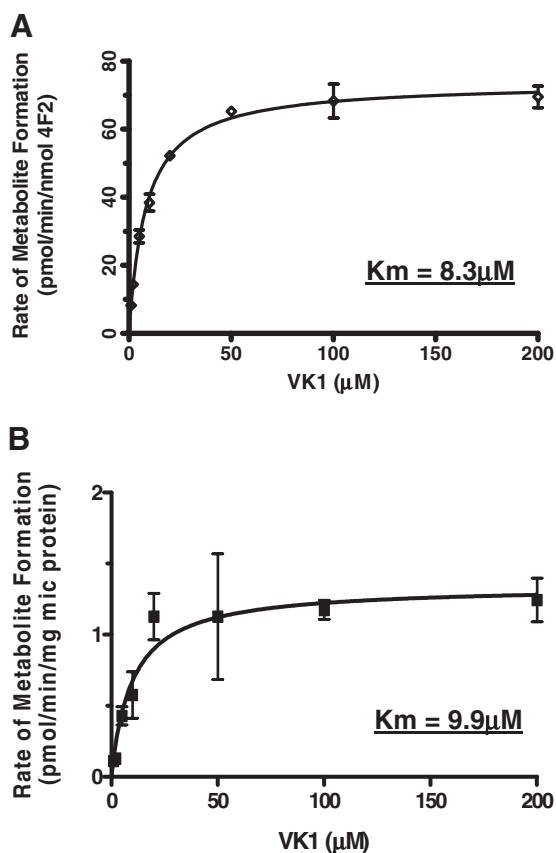 A
Rate of Metabolite Formation
(pmol/min/nmol 4F2)
80
60
40
20
0
Km = 8.3μM
0 50 100 150 200
VK1 (μM)
B
Rate of Metabolite Formation
(pmol/min/mg mic protein)
2
1
0
Km = 9.9μM
0 50 100 150 200
VK1 (μM)